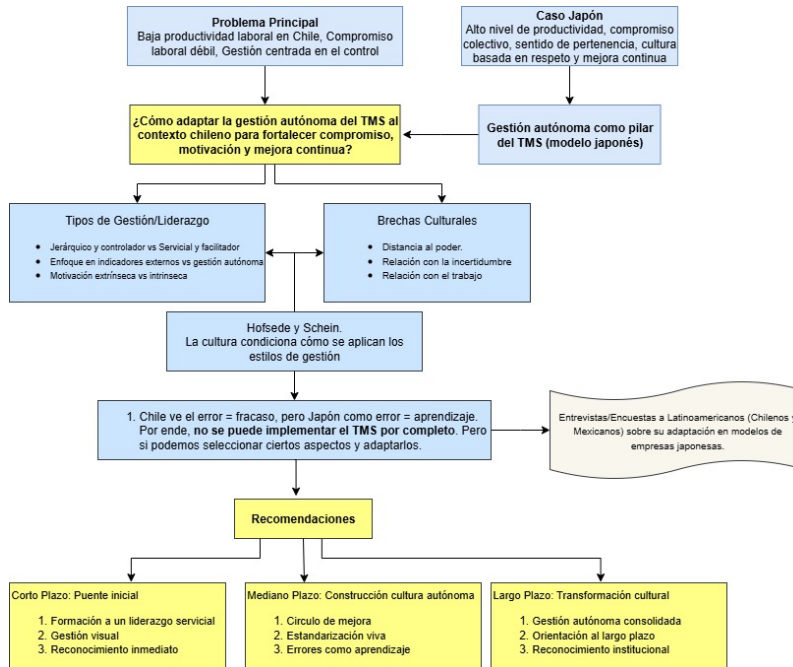 Problema Principal
Baja productividad laboral en Chile, Compromiso
laboral débil, Gestión centrada en el control
Caso Japón
Alto nivel de productividad, compromiso
colectivo, sentido de pertenencia, cultura
basada en respeto y mejora continua
¿Cómo adaptar la gestión autónoma del TMS al
contexto chileno para fortalecer compromiso,
motivación y mejora continua?
Gestión autónoma como pilar
del TMS (modelo japonés)
Tipos de Gestión/Liderazgo
• Jerárquico y controlador vs Servicial y facilitador
• Enfoque en indicadores externos vs gestión autónoma
• Motivación extrínseca vs intrinseca
Brechas Culturales
• Distancia al poder.
• Relación con la incertidumbre
• Relación con el trabajo
Hofsede y Schein.
La cultura condiciona cómo se aplican los
estilos de gestión
1. Chile ve el error = fracaso, pero Japón como error = aprendizaje.
Por ende, no se puede implementar el TMS por completo. Pero
si podemos seleccionar ciertos aspectos y adaptarlos.
Entrevistas/Encuestas a Latinoamericanos (Chilenos y
Mexicanos) sobre su adaptación en modelos de
empresas japonesas.
Recomendaciones
Corto Plazo: Puente inicial
1. Formación a un liderazgo servicial
2. Gestión visual
3. Reconocimiento inmediato
Mediano Plazo: Construcción cultura autónoma
1. Circulo de mejora
2. Estandarización viva
3. Errores como aprendizaje
Largo Plazo: Transformación cultural
1. Gestión autónoma consolidada
2. Orientación al largo plazo
3. Reconocimiento institucional